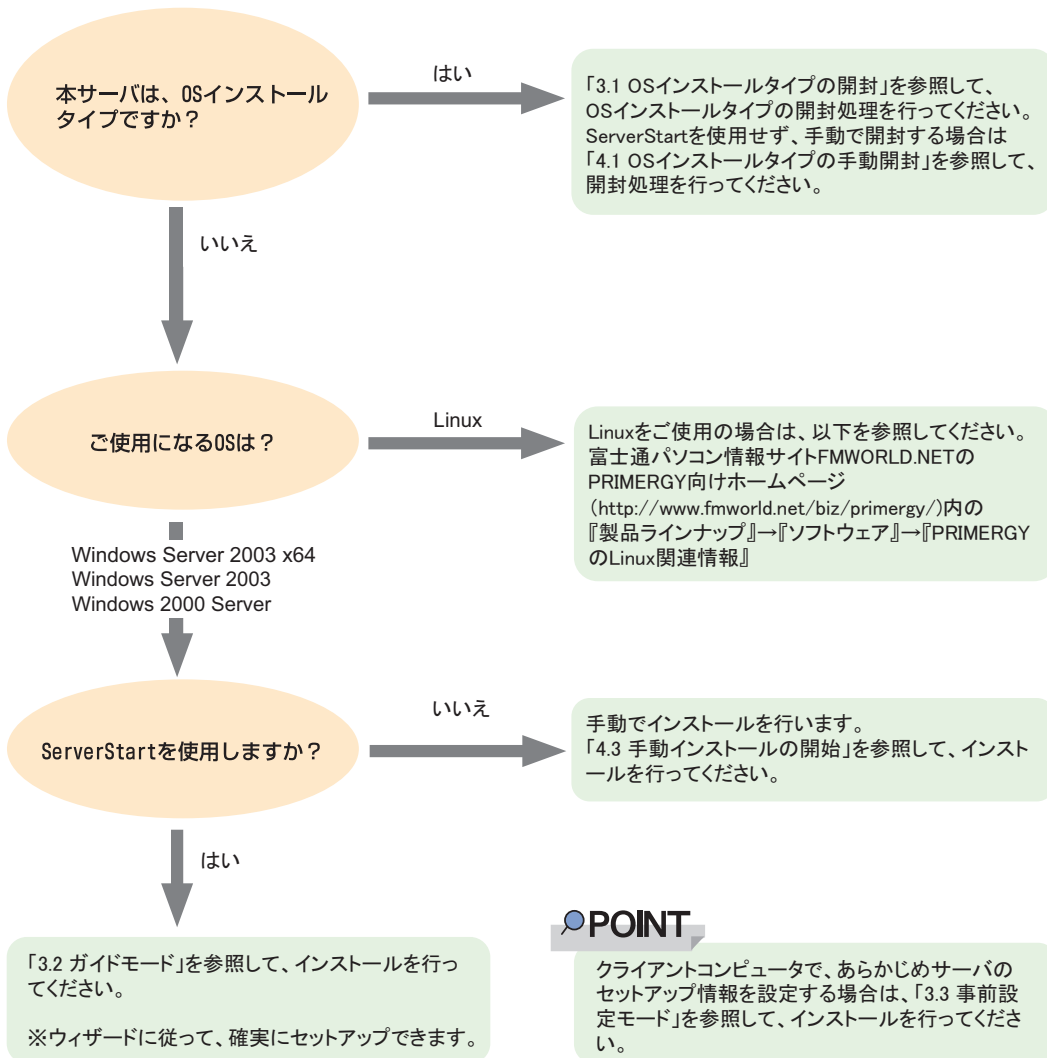 本サーバは、OSインストール
タイプですか？
はい
「3.1 OSインストールタイプの開封」を参照して、
OSインストールタイプの開封処理を行ってください。
ServerStartを使用せず、手動で開封する場合は
「4.1 OSインストールタイプの手動開封」を参照して、
開封処理を行ってください。
いいえ
ご使用になるOSは？
Linux
Linuxをご使用の場合は、以下を参照してください。
富士通パソコン情報サイトFMWORLD.NETの
PRIMERGY向けホームページ
（http://www.fmworld.net/biz/primergy/）内の
『製品ラインナップ』→『ソフトウェア』→『PRIMERGY
のLinux関連情報』
Windows Server 2003 x64
Windows Server 2003
Windows 2000 Server
ServerStartを使用しますか？
いいえ
手動でインストールを行います。
「4.3 手動インストールの開始」を参照して、インスト
ールを行ってください。
はい
「3.2 ガイドモード」を参照して、インストールを行っ
てください。
※ウィザードに従って、確実にセットアップできます。
POINT
クライアントコンピュータで、あらかじめサーバの
セットアップ情報を設定する場合は、「3.3 事前設
定モード」を参照して、インストールを行ってくださ
い。